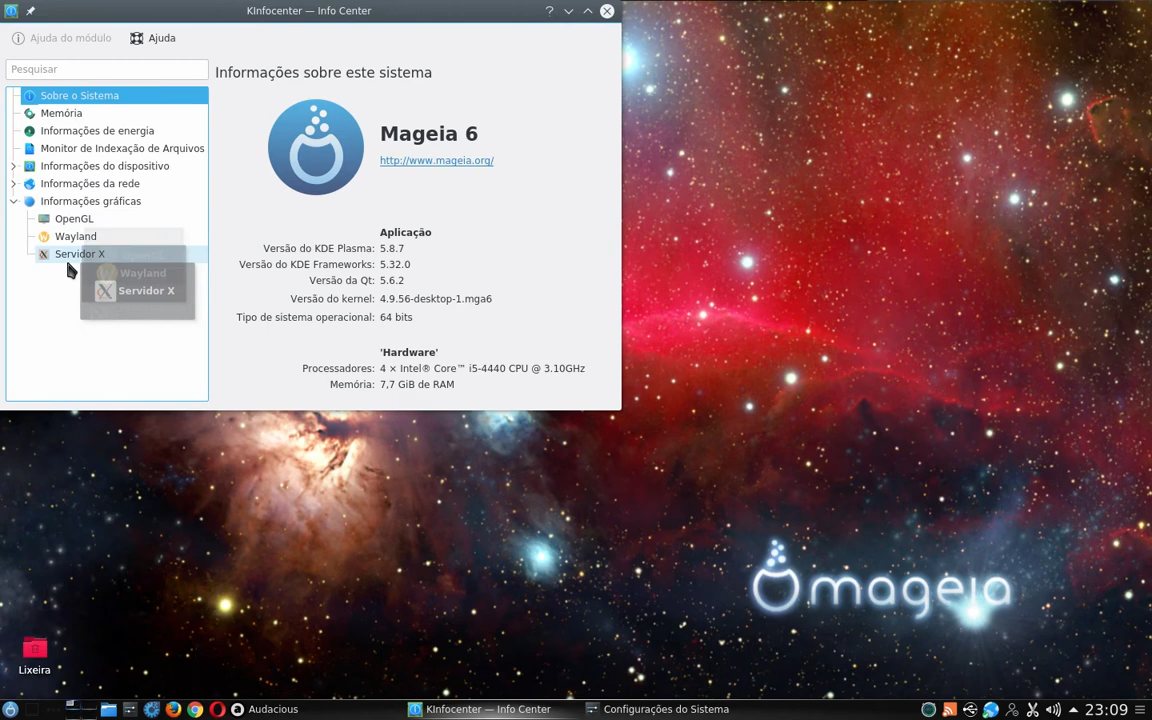 KInfocenter — Info Center
Ajuda do módulo
Ajuda
Pesquisar
Sobre o Sistema
Memória
Informações de energia
Monitor de Indexação de Arquivos
Informações do dispositivo
Informações da rede
Informações gráficas
OpenGL
Wayland
Servidor X
Wayland
Servidor X
Informações sobre este sistema
Mageia 6
http://www.mageia.org/
Aplicação
Versão do KDE Plasma: 5.8.7
Versão do KDE Frameworks: 5.32.0
Versão da Qt: 5.6.2
Versão do kernel: 4.9.56-desktop-1.mga6
Tipo de sistema operacional: 64 bits
'Hardware'
Processadores: 4 × Intel® Core™ i5-4440 CPU @ 3.10GHz
Memória: 7,7 GiB de RAM
mageia
Lixeira
Audacious
KInfocenter — Info Center
Configurações do Sistema
23:09